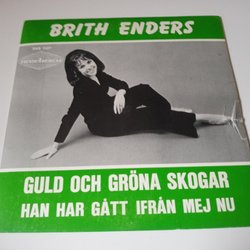 BRITH ENDERS
GULD OCH GRÖNA SKOGAR
HAN HAR GÅTT IFRÅN MEJ NU